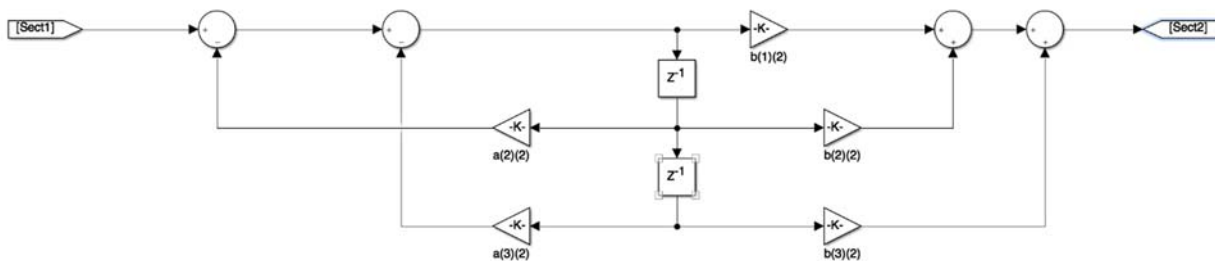 [Sect1]
[Sect2]
+
−
+
−
-K-
b(1)(2)
+
+
+
+
z-1
-K-
a(2)(2)
-K-
b(2)(2)
z-1
-K-
a(3)(2)
-K-
b(3)(2)